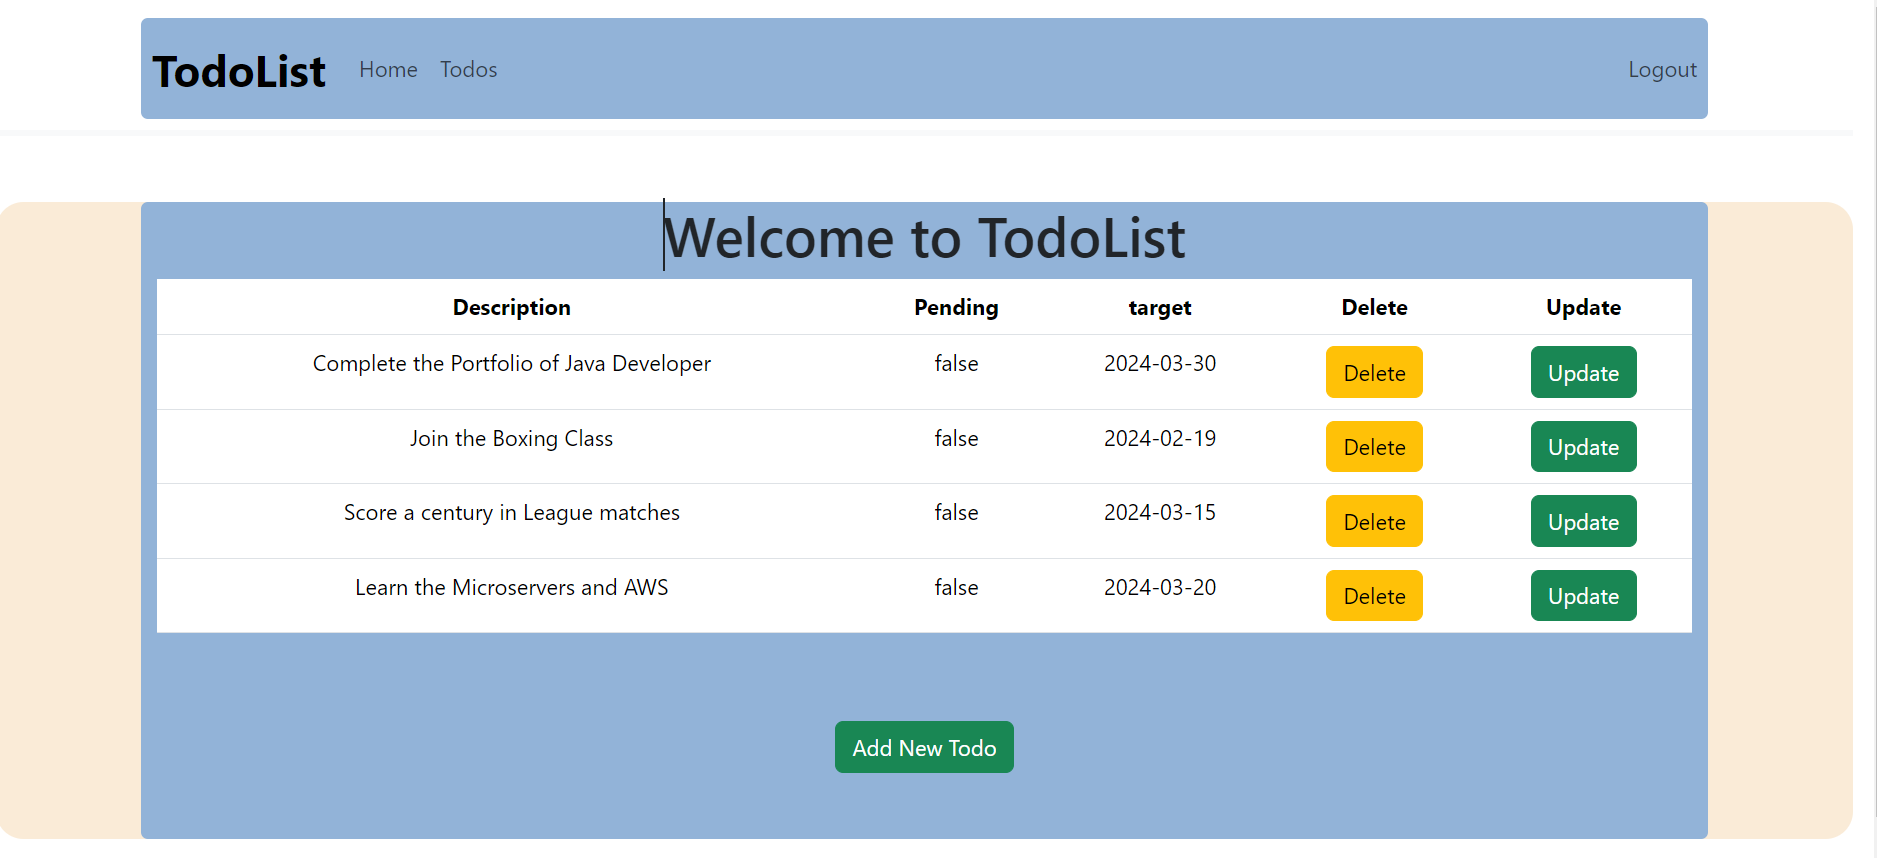 TodoList Home Todos Logout
Welcome to TodoList
Description Pending target Delete Update
Complete the Portfolio of Java Developer false 2024-03-30 Delete Update
Join the Boxing Class false 2024-02-19 Delete Update
Score a century in League matches false 2024-03-15 Delete Update
Learn the Microservers and AWS false 2024-03-20 Delete Update
Add New Todo